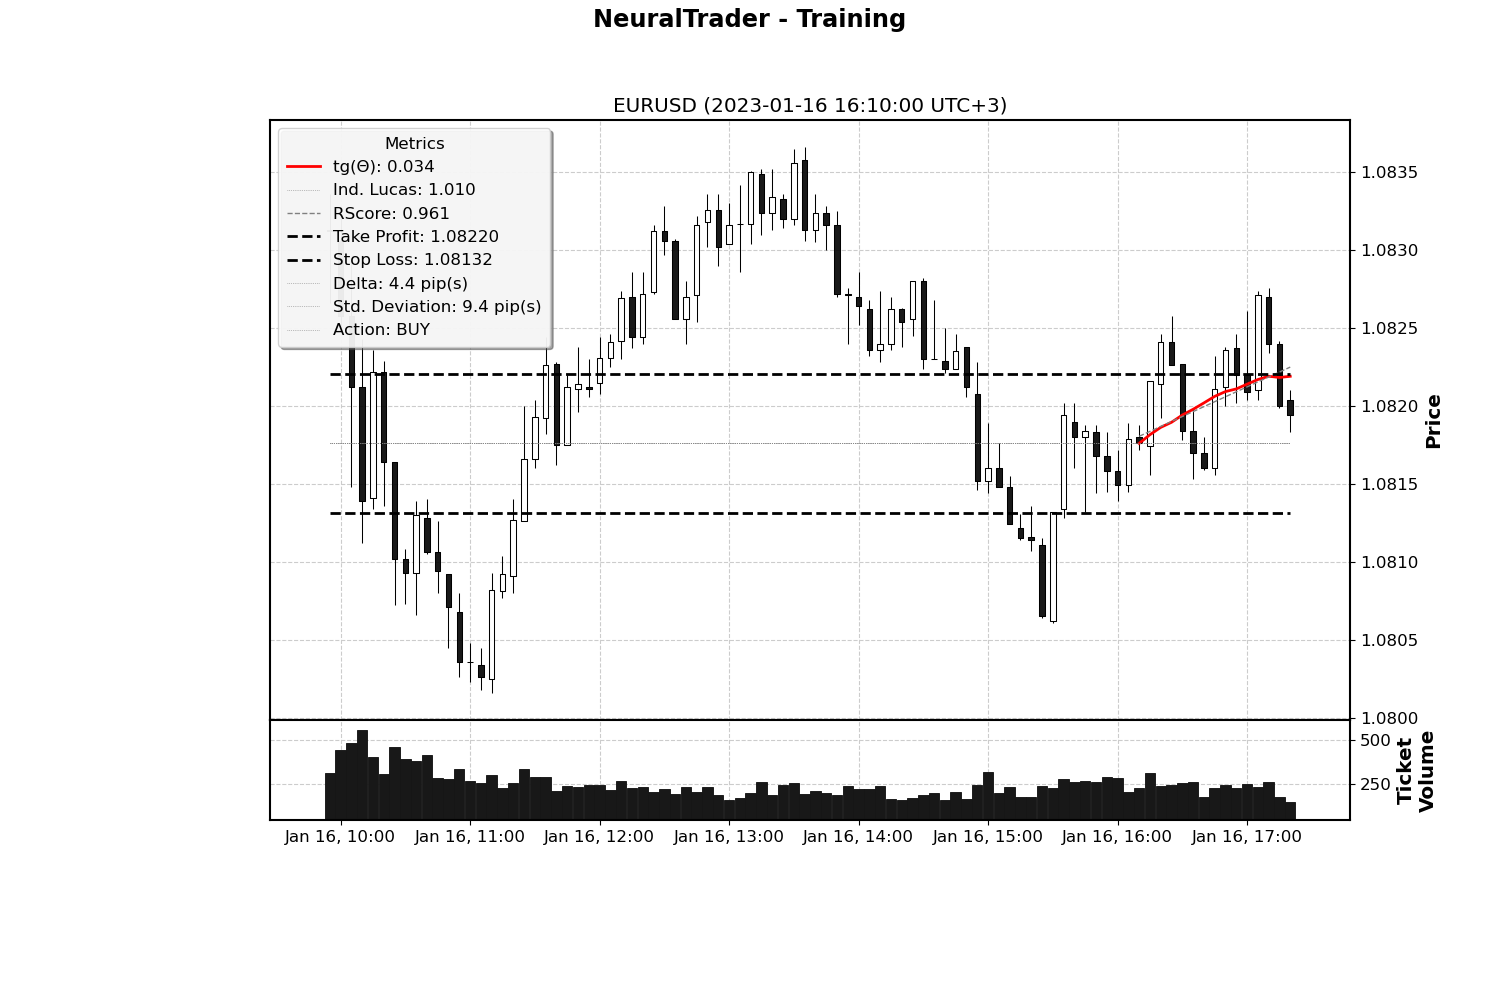 NeuralTrader - Training
EURUSD (2023-01-16 16:10:00 UTC+3)
Metrics
tg(Θ): 0.034
Ind. Lucas: 1.010
RScore: 0.961
Take Profit: 1.08220
Stop Loss: 1.08132
Delta: 4.4 pip(s)
Std. Deviation: 9.4 pip(s)
Action: BUY
1.0835
1.0830
1.0825
1.0820
1.0815
1.0810
1.0805
1.0800
Price
500
250
Ticket
Volume
Jan 16, 10:00 Jan 16, 11:00 Jan 16, 12:00 Jan 16, 13:00 Jan 16, 14:00 Jan 16, 15:00 Jan 16, 16:00 Jan 16, 17:00